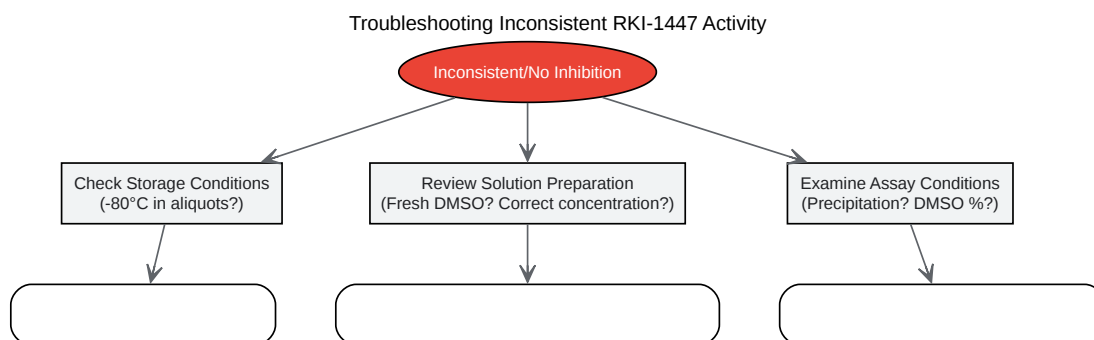 Troubleshooting Inconsistent RKI-1447 Activity
Inconsistent/No Inhibition
Check Storage Conditions
(-80°C in aliquots?)
Review Solution Preparation
(Fresh DMSO? Correct concentration?)
Examine Assay Conditions
(Precipitation? DMSO %?)